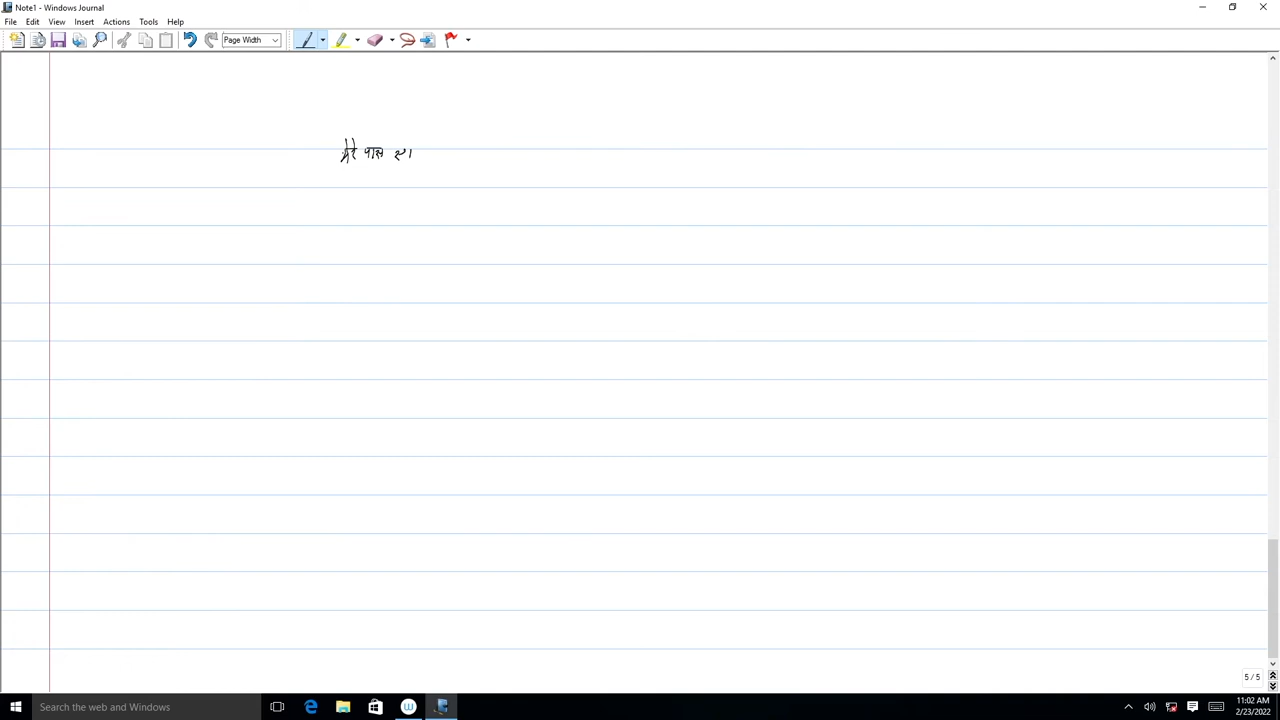 Note1 - Windows Journal
File Edit View Insert Actions Tools Help
Page Width
मेरे पास
5 / 5
Search the web and Windows
11:02 AM
2/23/2022